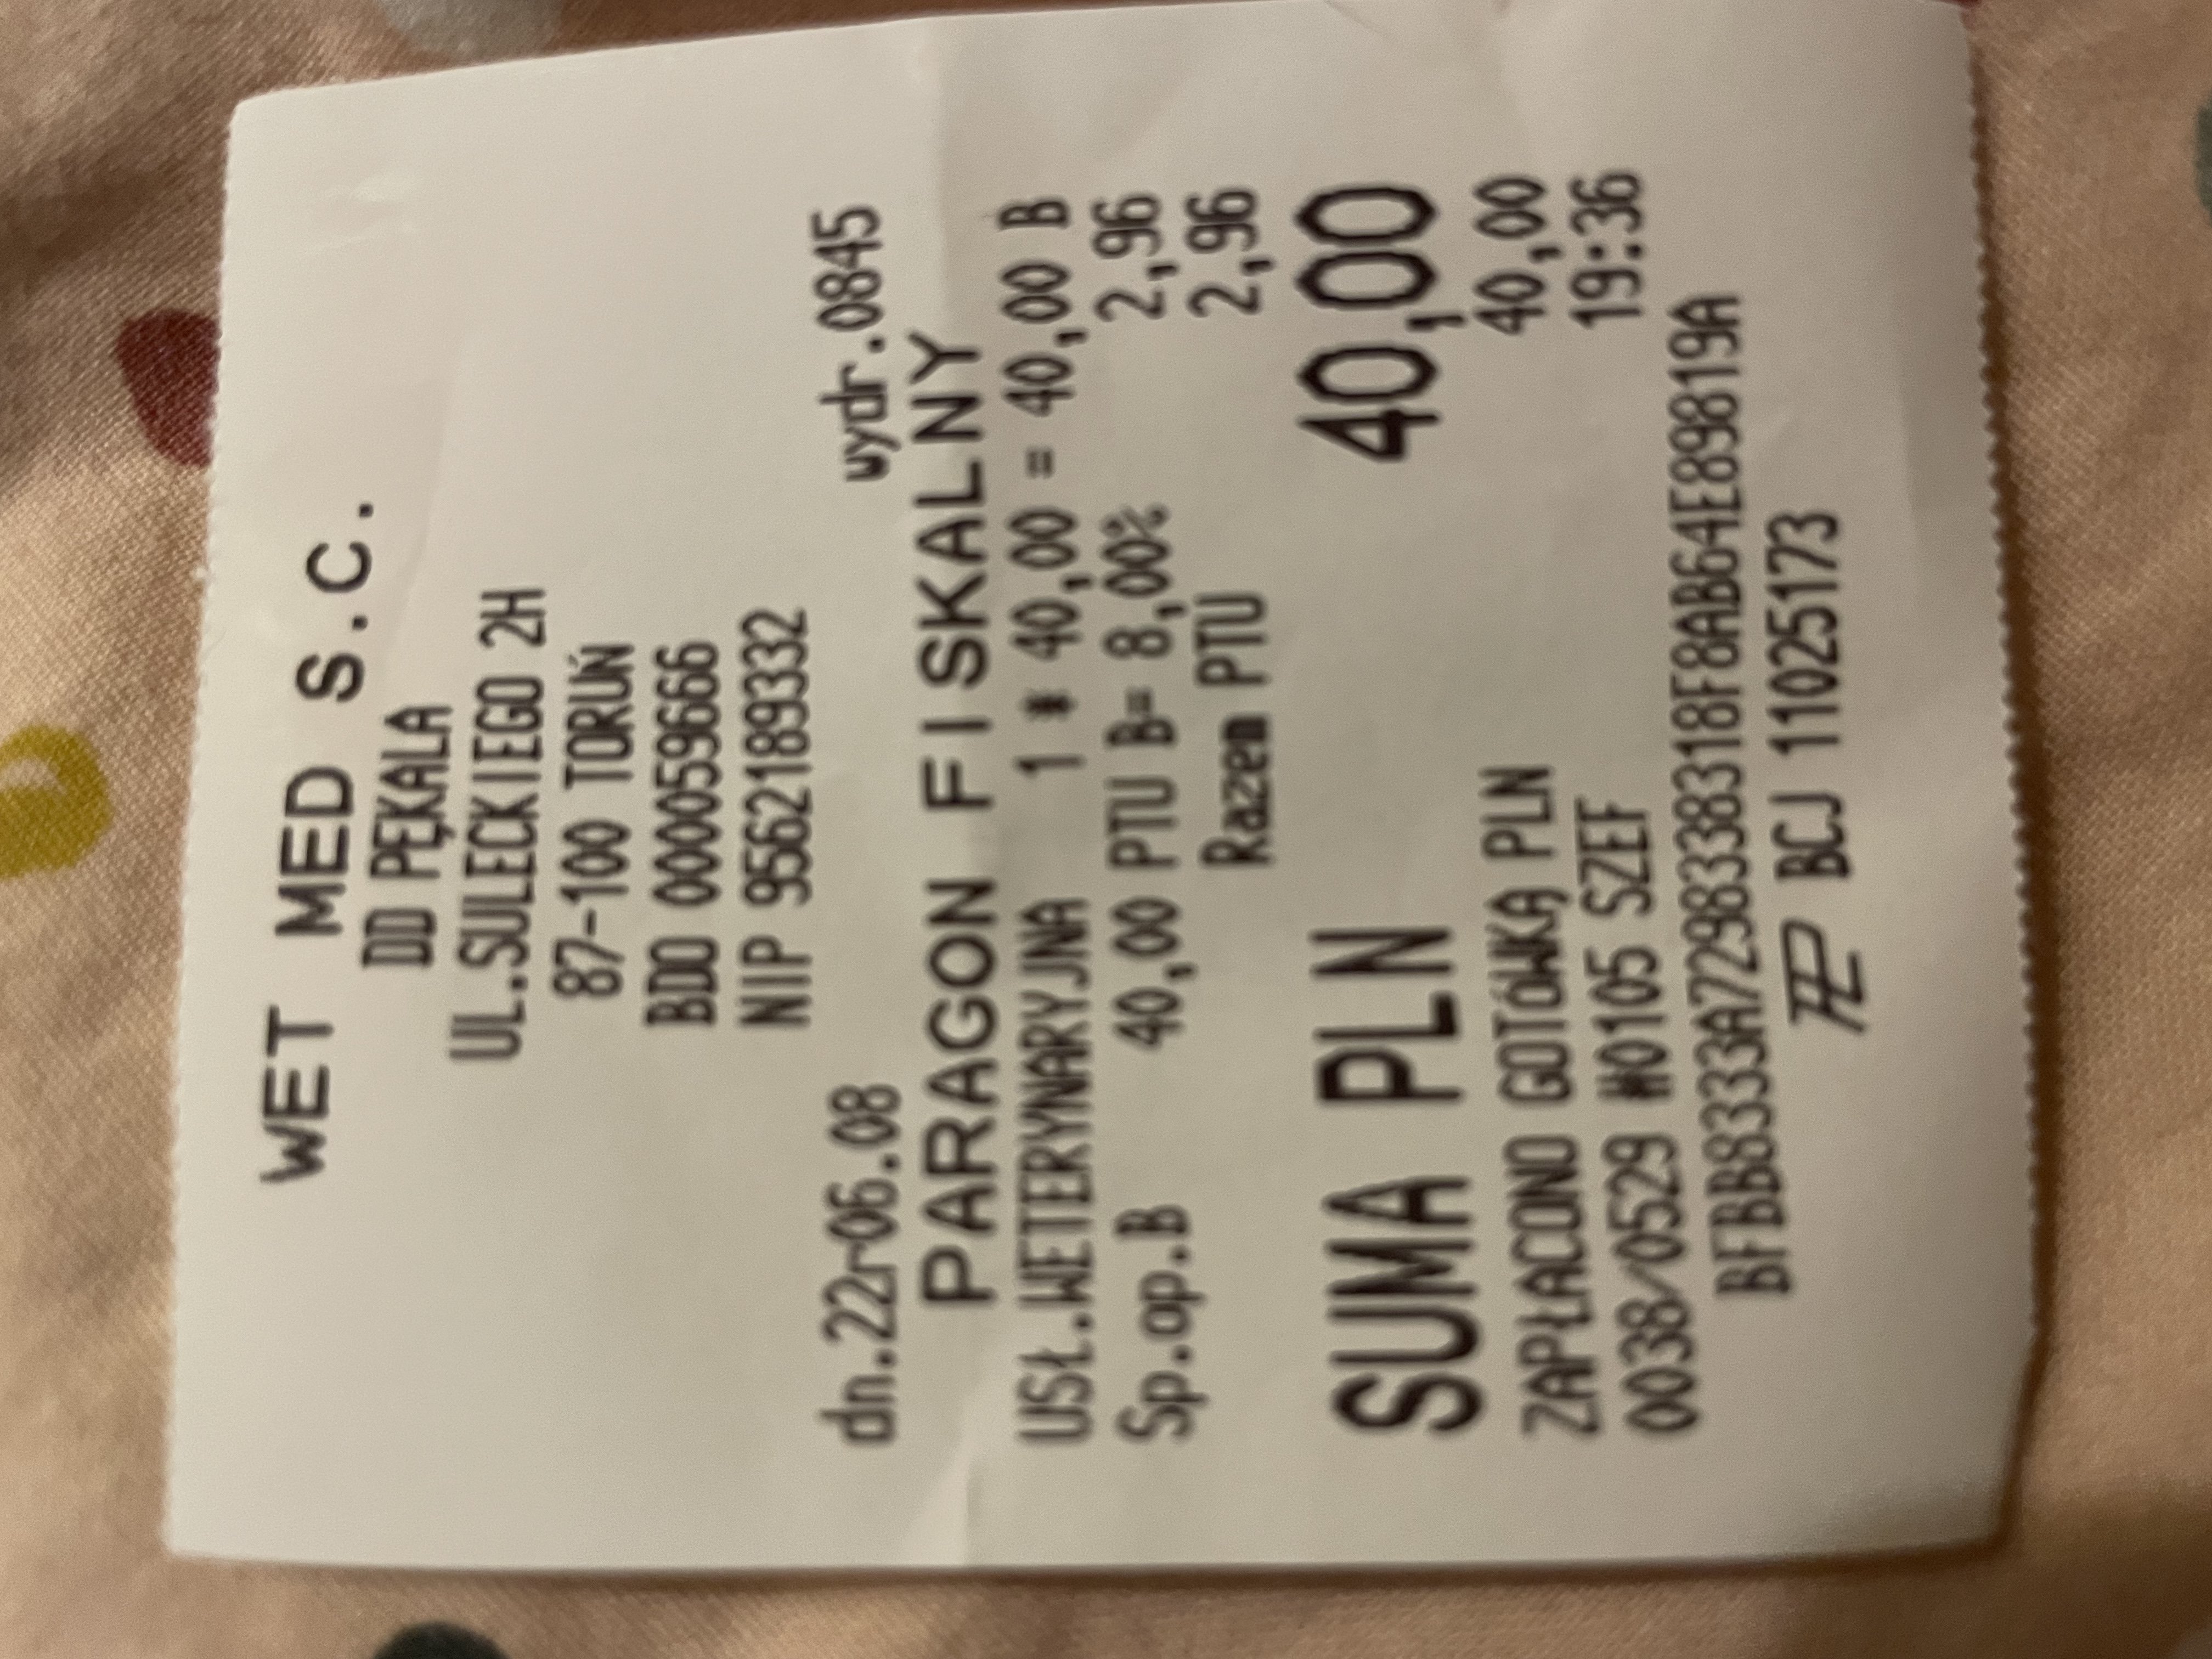 WET MED S.C.
DD PĘKALA
UL.SULECKIEGO 2H
87-100 TORUŃ
BDO 000059666
NIP 9562189332
dn.22r06.08 wydr.0845
PARAGON FISKALNY
USŁ.WETERYNARYJNA 1 * 40,00 = 40,00 B
Sp.op.B 40,00 PTU B= 8,00% 2,96
Razem PTU 2,96
SUMA PLN 40,00
ZAPŁACONO GOTÓWKĄ PLN 40,00
0038/0529 #0105 SZEF 19:36
BFBB8333A72983383318F8AB64E89819A
BCJ 11025173